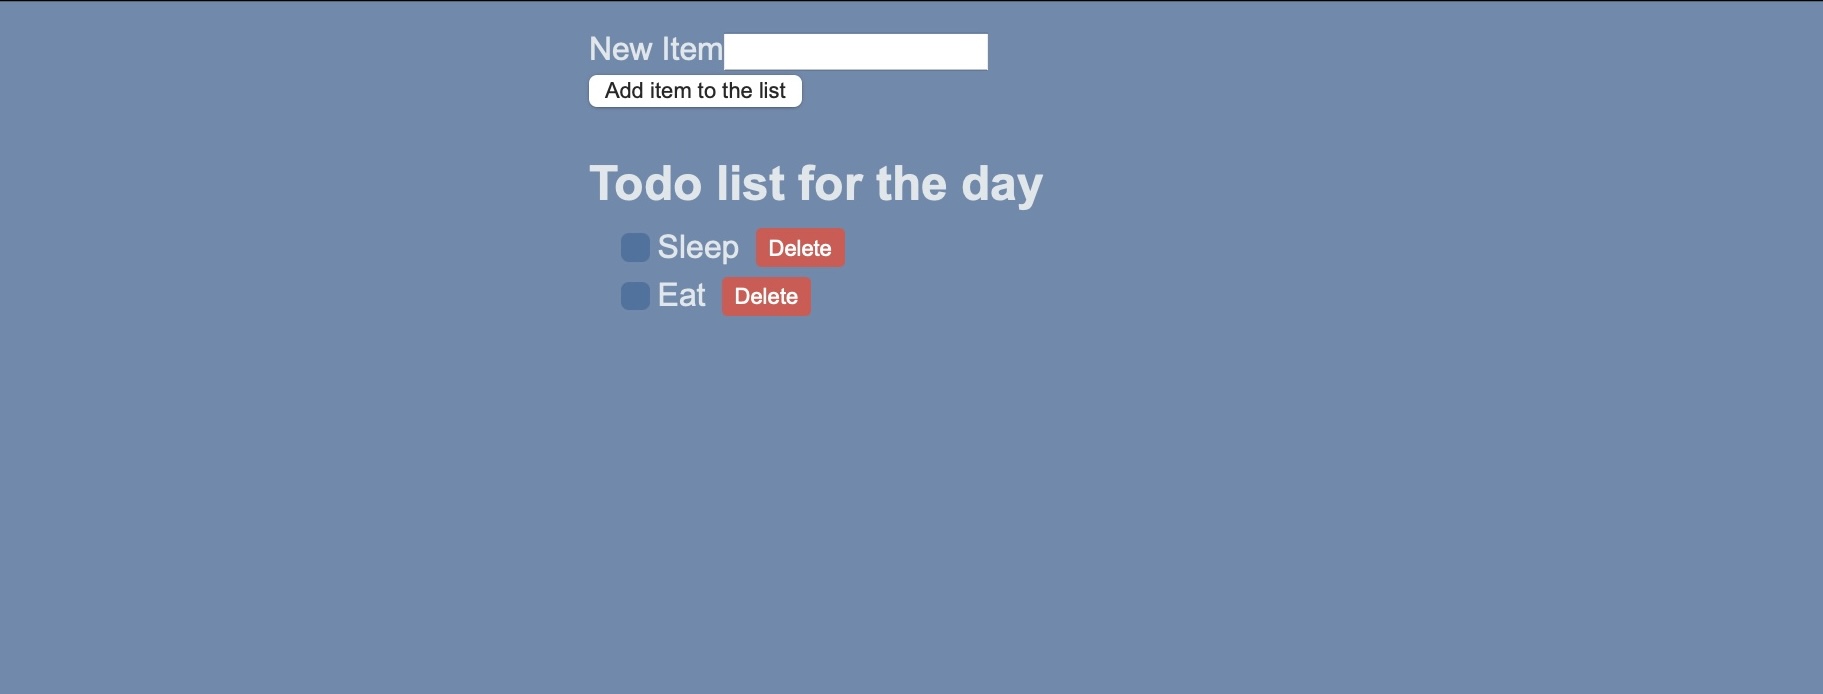 New Item
Add item to the list
Todo list for the day
Sleep Delete
Eat Delete